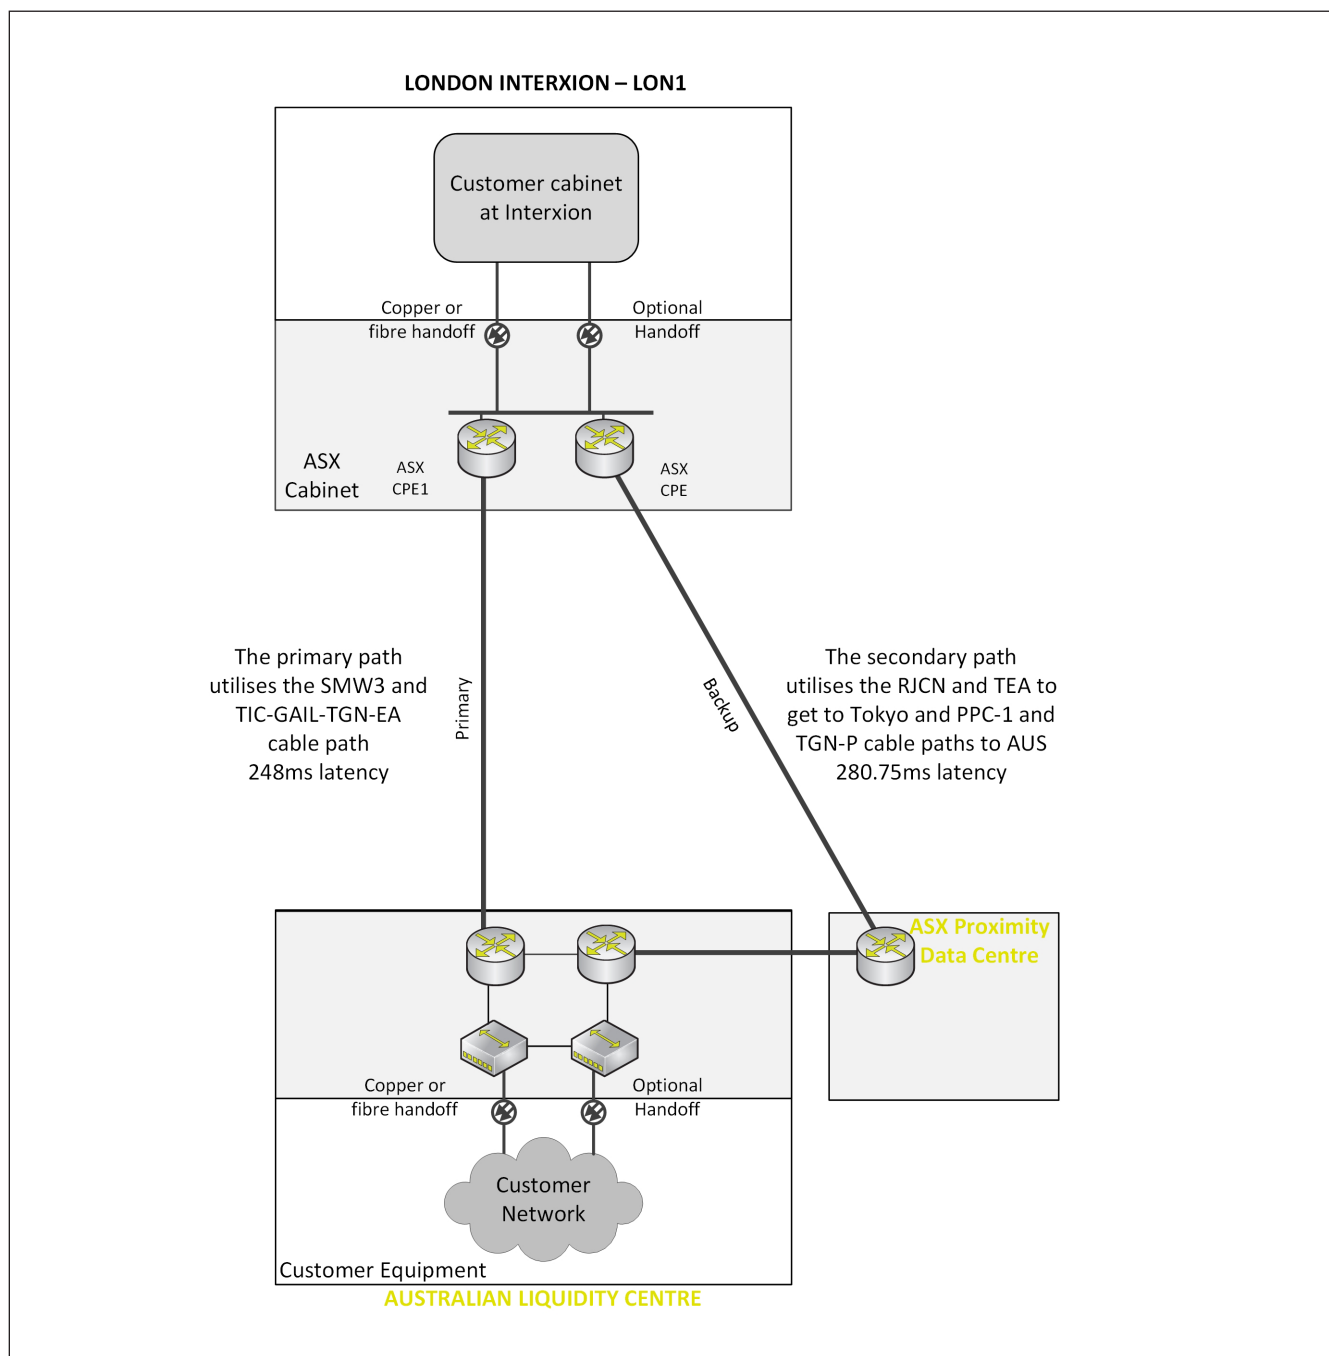 LONDON INTERXION – LON1
Customer cabinet
at Interxion
Copper or
fibre handoff
Optional
Handoff
ASX
Cabinet
ASX
CPE1
ASX
CPE
The primary path
utilises the SMW3 and
TIC-GAIL-TGN-EA
cable path
248ms latency
Primary
Backup
The secondary path
utilises the RJCN and TEA to
get to Tokyo and PPC-1 and
TGN-P cable paths to AUS
280.75ms latency
ASX Proximity
Data Centre
Copper or
fibre handoff
Optional
Handoff
Customer
Network
Customer Equipment
AUSTRALIAN LIQUIDITY CENTRE